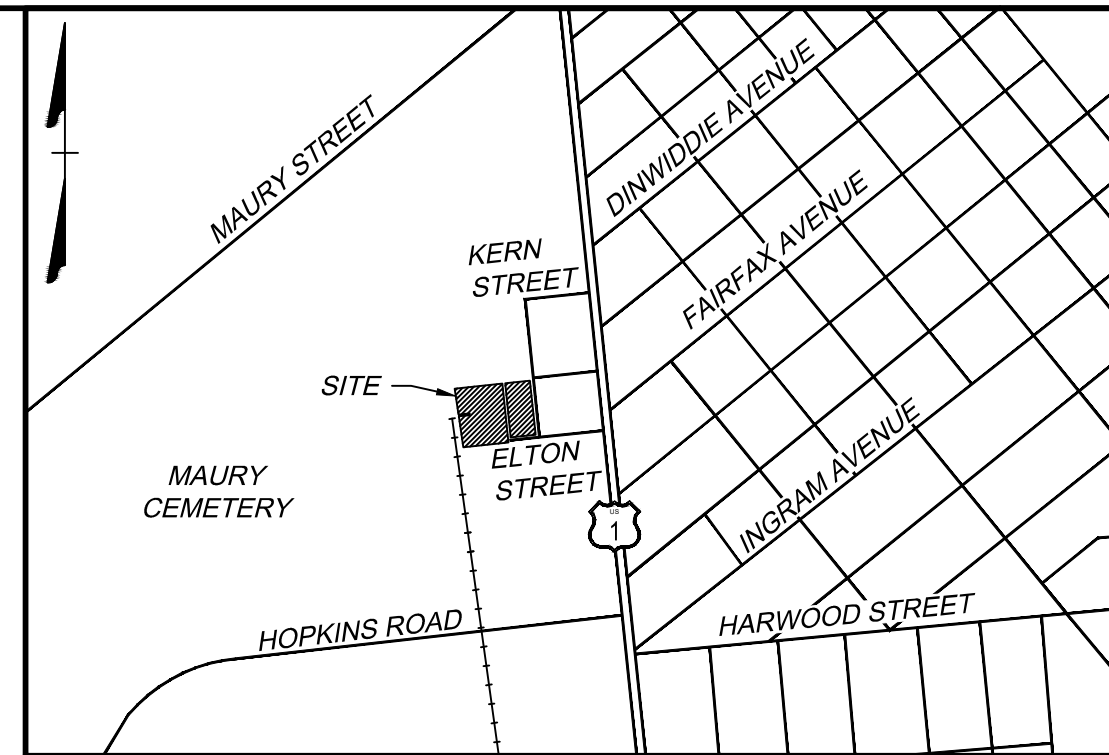 MAURY STREET
DINWIDDIE AVENUE
FAIRFAX AVENUE
KERN
STREET
SITE
ELTON
STREET
MAURY
CEMETERY
US
1
INGRAM AVENUE
HARWOOD STREET
HOPKINS ROAD